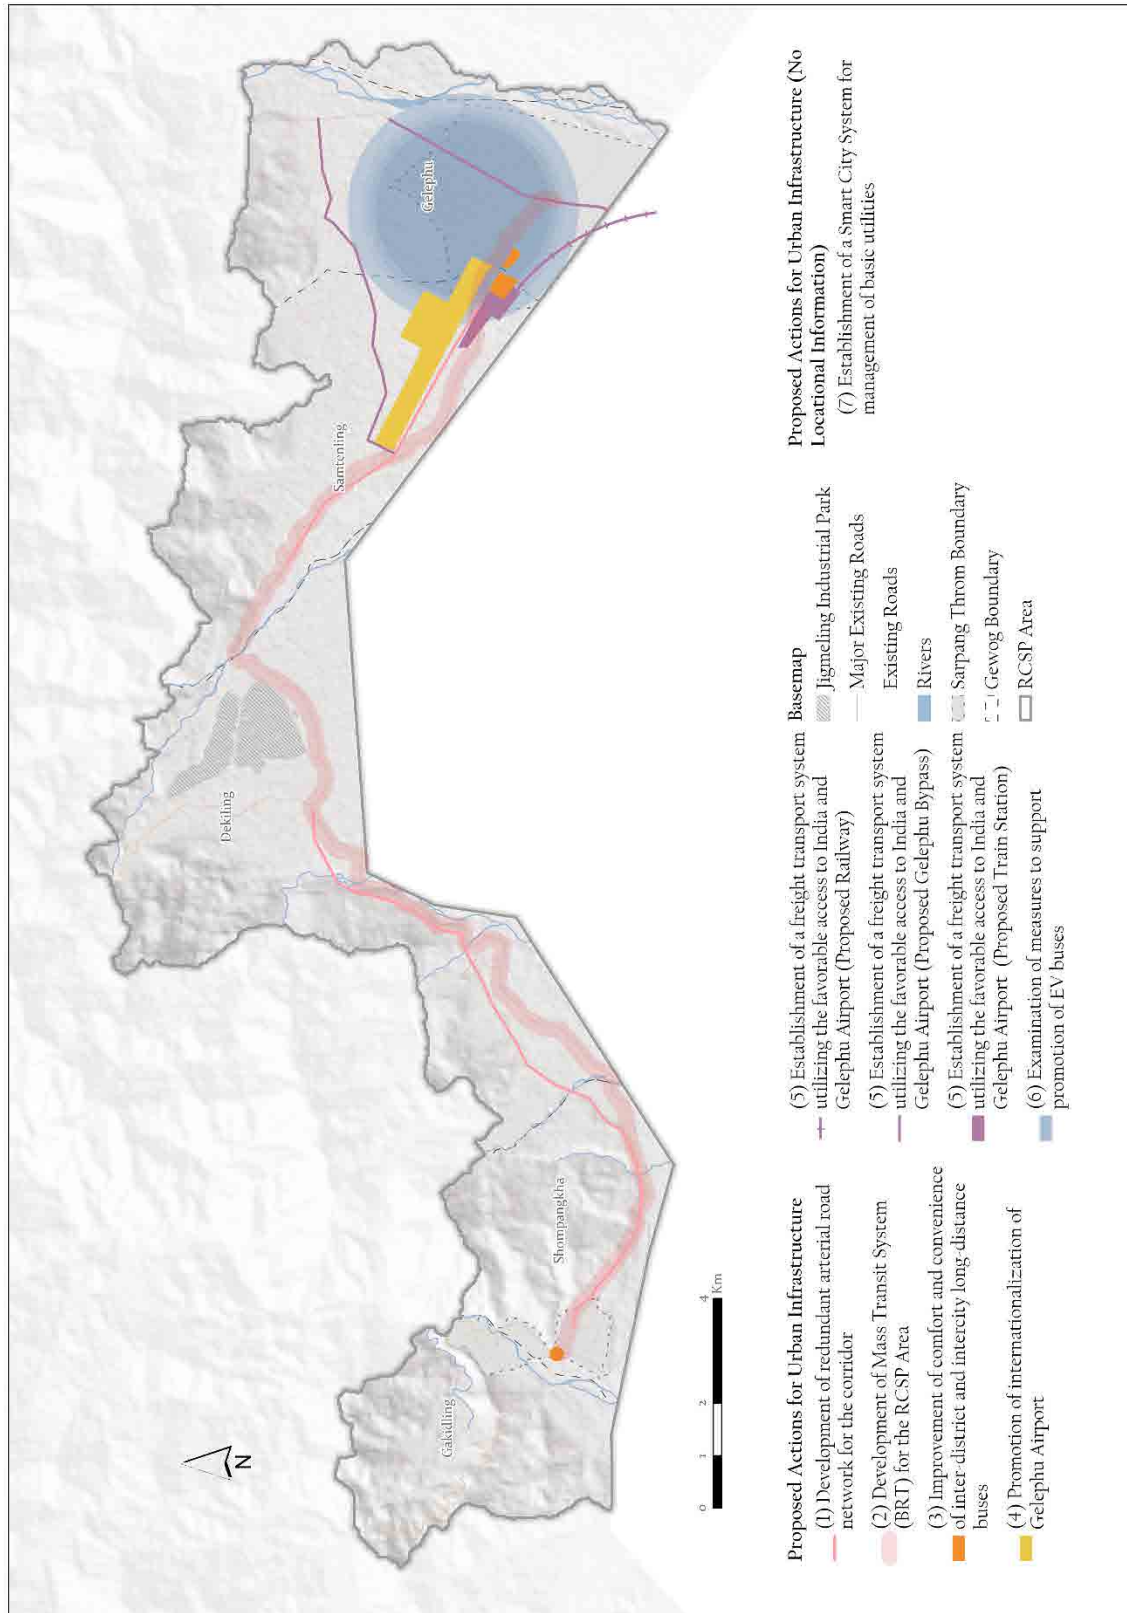 N
Gakidling
Shompangkha
Dekiling
Samtenling
Gelephu
0 1 2 4
Km
Proposed Actions for Urban Infrastructure
(1) Development of redundant arterial road
network for the corridor
(2) Development of Mass Transit System
(BRT) for the RCSP Area
(3) Improvement of comfort and convenience
of inter-district and intercity long-distance
buses
(4) Promotion of internationalization of
Gelephu Airport
(5) Establishment of a freight transport system
utilizing the favorable access to India and
Gelephu Airport (Proposed Railway)
(5) Establishment of a freight transport system
utilizing the favorable access to India and
Gelephu Airport (Proposed Gelephu Bypass)
(5) Establishment of a freight transport system
utilizing the favorable access to India and
Gelephu Airport (Proposed Train Station)
(6) Examination of measures to support
promotion of EV buses
Basemap
Jigmeling Industrial Park
Major Existing Roads
Existing Roads
Rivers
Sarpang Throm Boundary
Gewog Boundary
RCSP Area
Proposed Actions for Urban Infrastructure (No
Locational Information)
(7) Establishment of a Smart City System for
management of basic utilities